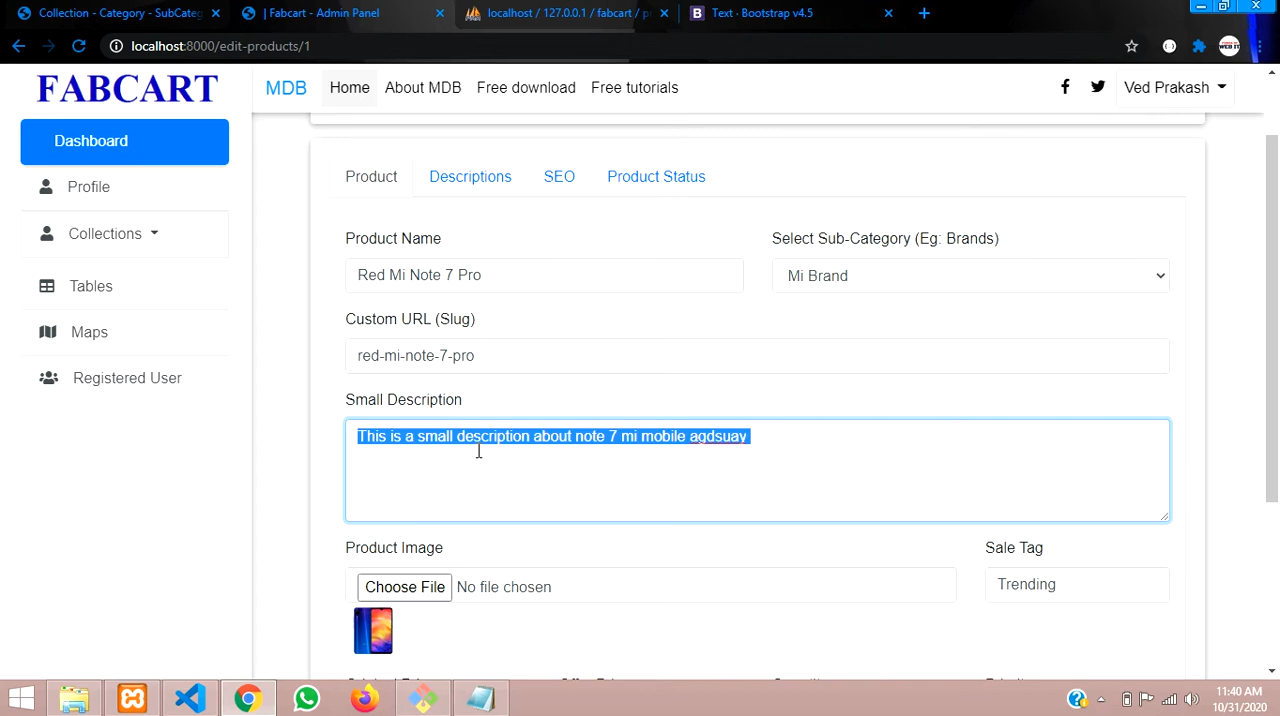 Collection - Category - SubCateg
| Fabcart - Admin Panel
localhost / 127.0.0.1 / fabcart / p
B Text · Bootstrap v4.5
localhost:8000/edit-products/1
FABCART
MDB Home About MDB Free download Free tutorials
Ved Prakash
Dashboard
Profile
Collections
Tables
Maps
Registered User
Product Descriptions SEO Product Status
Product Name
Select Sub-Category (Eg: Brands)
Red Mi Note 7 Pro
Mi Brand
Custom URL (Slug)
red-mi-note-7-pro
Small Description
This is a small description about note 7 mi mobile agdsuay
Product Image
Sale Tag
Choose File No file chosen
Trending
11:40 AM
10/31/2020